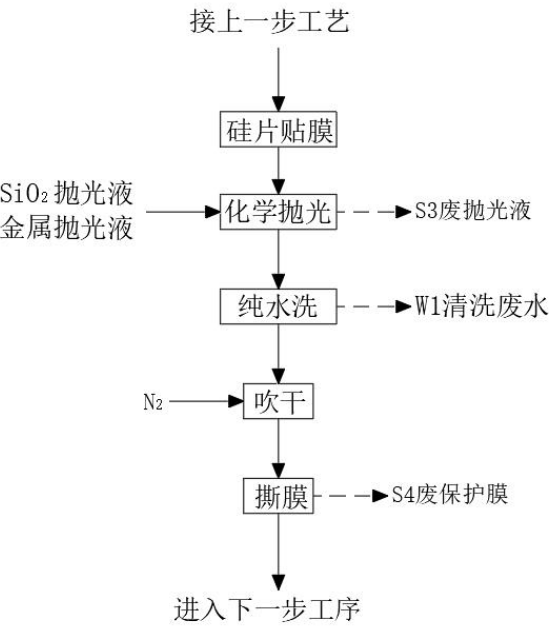 接上一步工艺
硅片贴膜
SiO₂抛光液
金属抛光液
化学抛光
S3废抛光液
纯水洗
W1清洗废水
N₂
吹干
撕膜
S4废保护膜
进入下一步工序